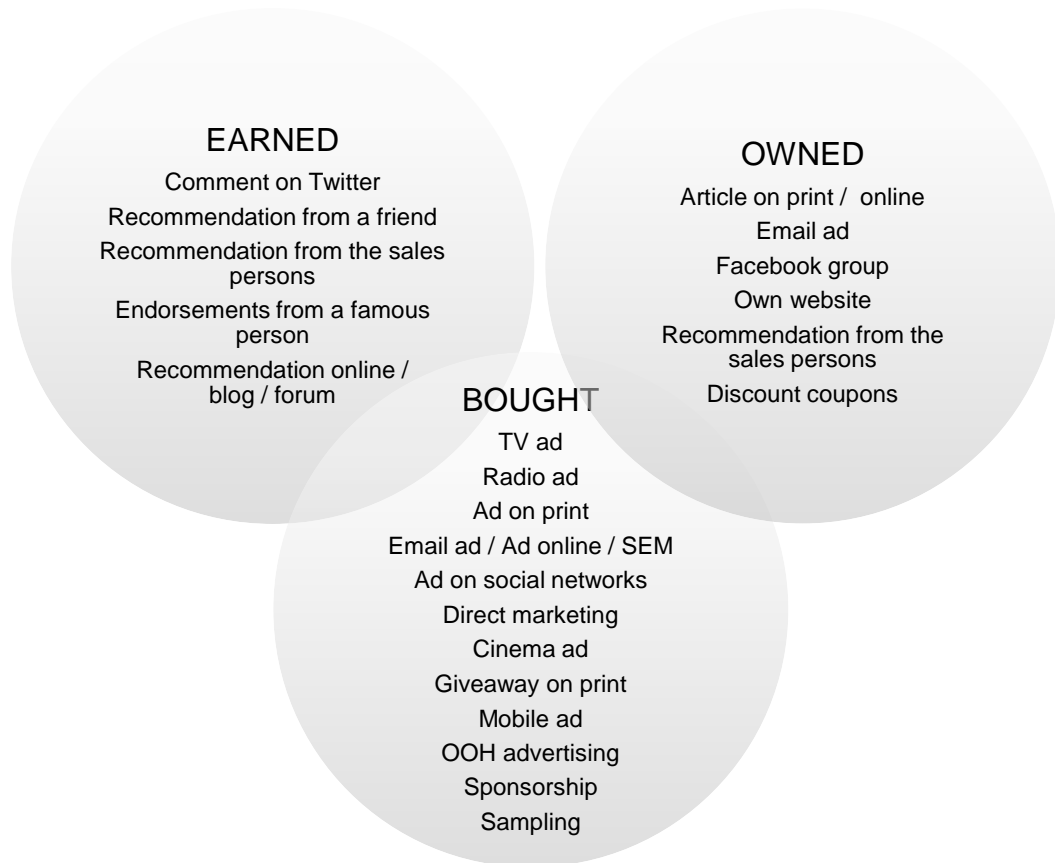 EARNED
Comment on Twitter
Recommendation from a friend
Recommendation from the sales
persons
Endorsements from a famous
person
Recommendation online /
blog / forum
OWNED
Article on print / online
Email ad
Facebook group
Own website
Recommendation from the
sales persons
Discount coupons
BOUGHT
TV ad
Radio ad
Ad on print
Email ad / Ad online / SEM
Ad on social networks
Direct marketing
Cinema ad
Giveaway on print
Mobile ad
OOH advertising
Sponsorship
Sampling